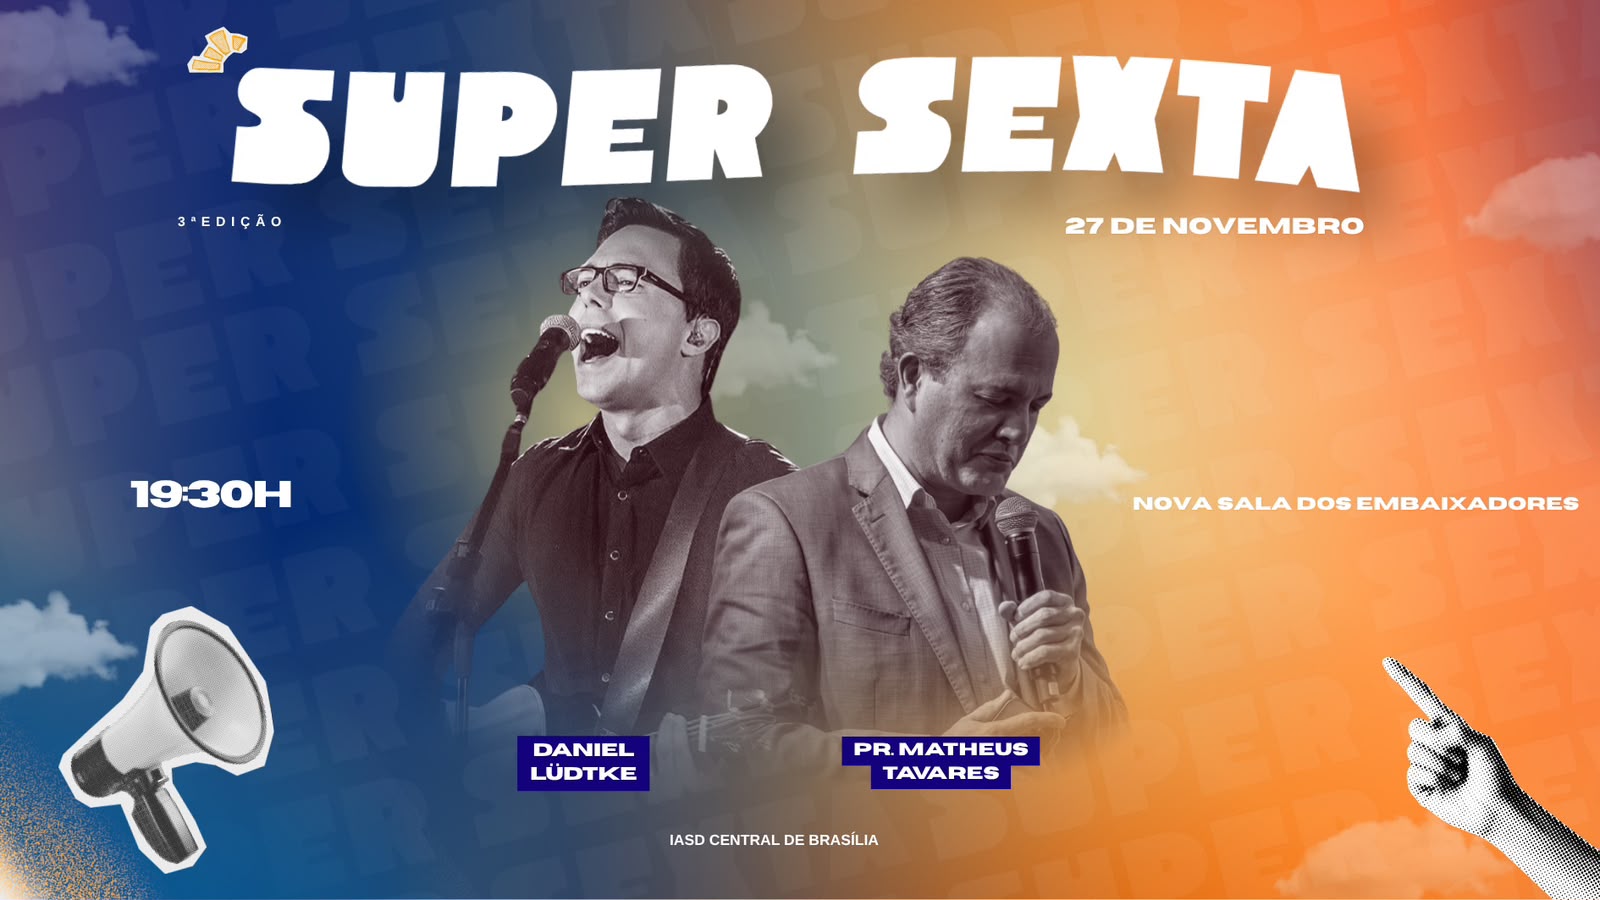 SUPER SEXTA
3ª EDIÇÃO
27 DE NOVEMBRO
19:30H
NOVA SALA DOS EMBAIXADORES
DANIEL
LÜDTKE
PR. MATHEUS
TAVARES
IASD CENTRAL DE BRASÍLIA